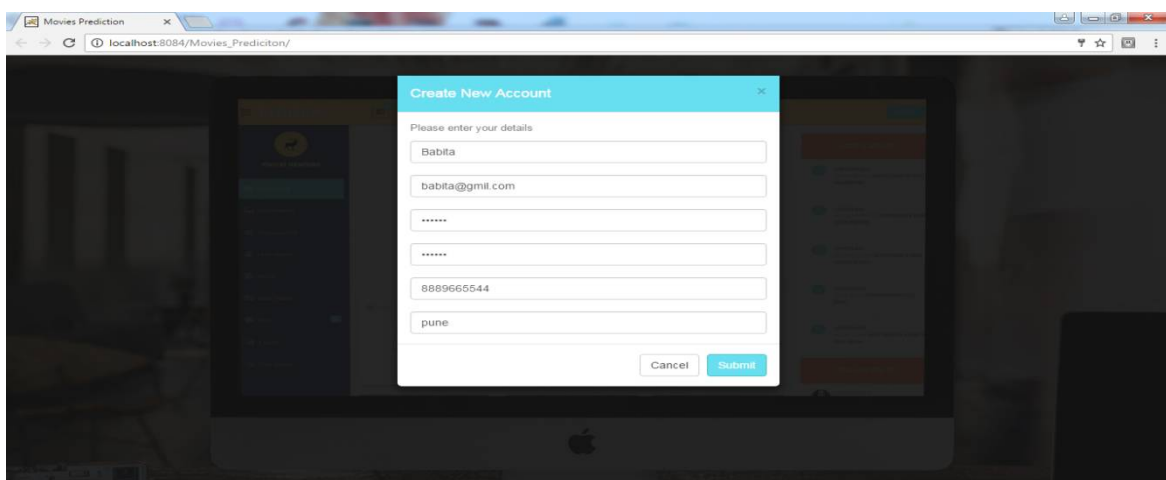 Movies Prediction
localhost:8084/Movies_Prediciton/
Create New Account
Please enter your details
Babita
babita@gmil.com
••••••
••••••
8889665544
pune
Cancel Submit